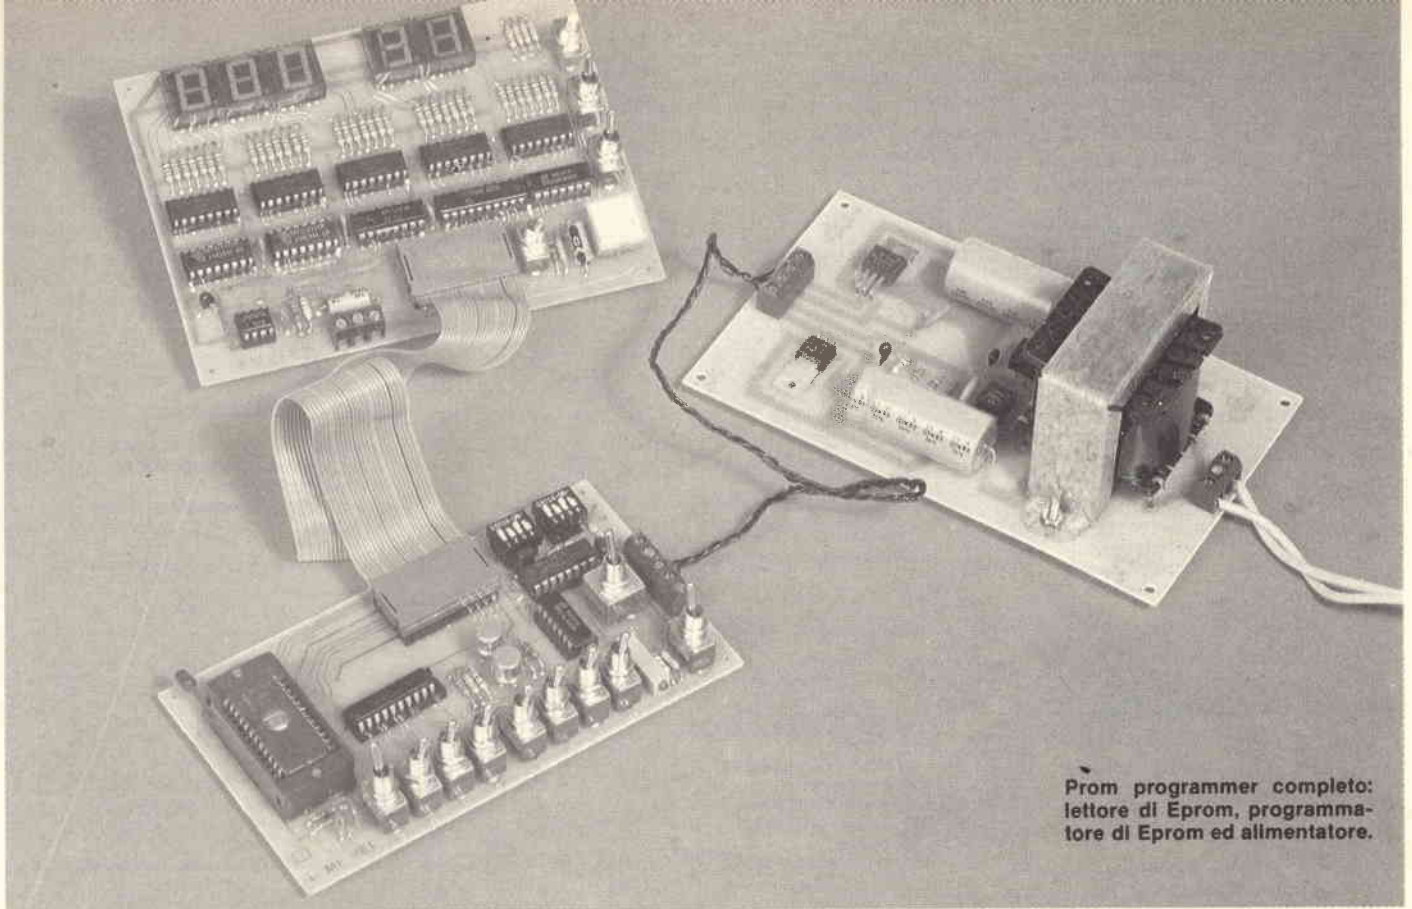 Prom programmer completo:
lettore di Eprom, programma-
tore di Eprom ed alimentatore.